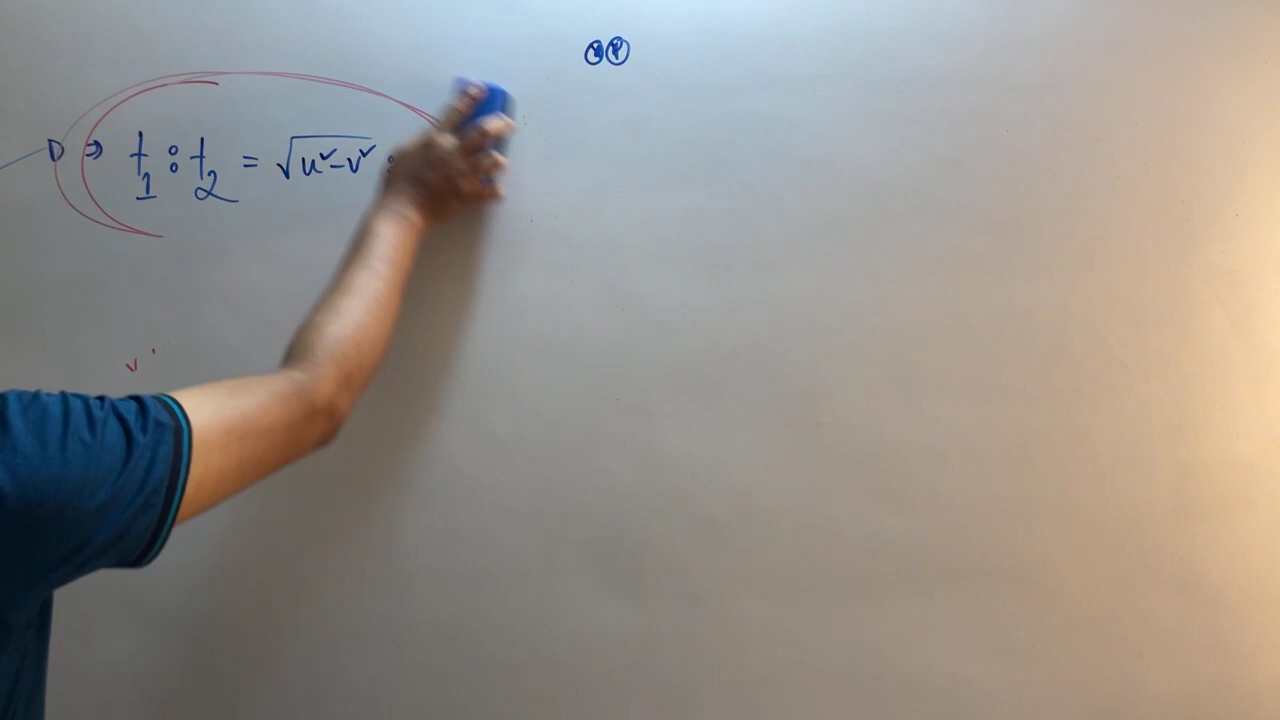 D ⇒ t₁ : t₂ = √(u²-v²) :
v